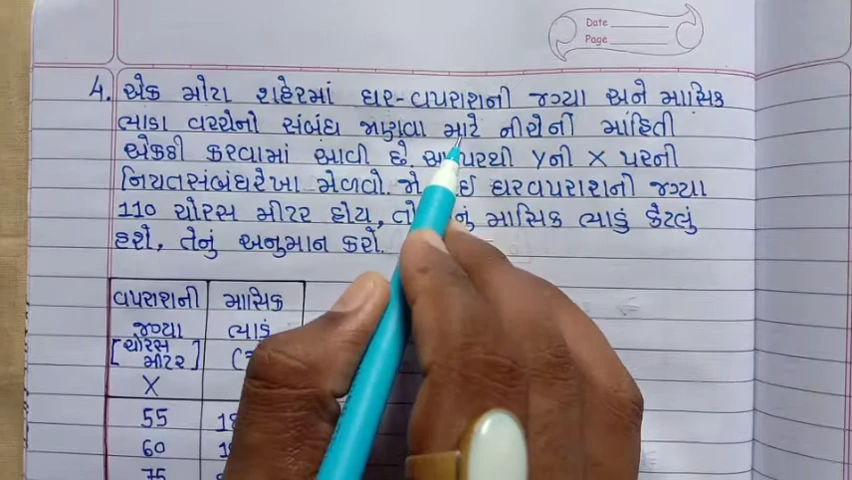 Date
Page
4. એક મોટા શહેરમાં ઘર-વપરાશની જગ્યા અને માસિક
ભાડા વચ્ચેનો સંબંધ જાણવા માટે નીચેની માહિતી
એકઠી કરવામાં આવી છે. પરથી Yની X પરની
નિયતસંબંધરેખા મેળવો. ઘરવપરાશની જગ્યા
110 ચોરસ મીટર હોય, તો માસિક ભાડું કેટલું
હશે, તેનું અનુમાન કરો.
વપરાશની માસિક
જગ્યા ભાડું
[ચોરસ
મીટર]
X
55
60
75